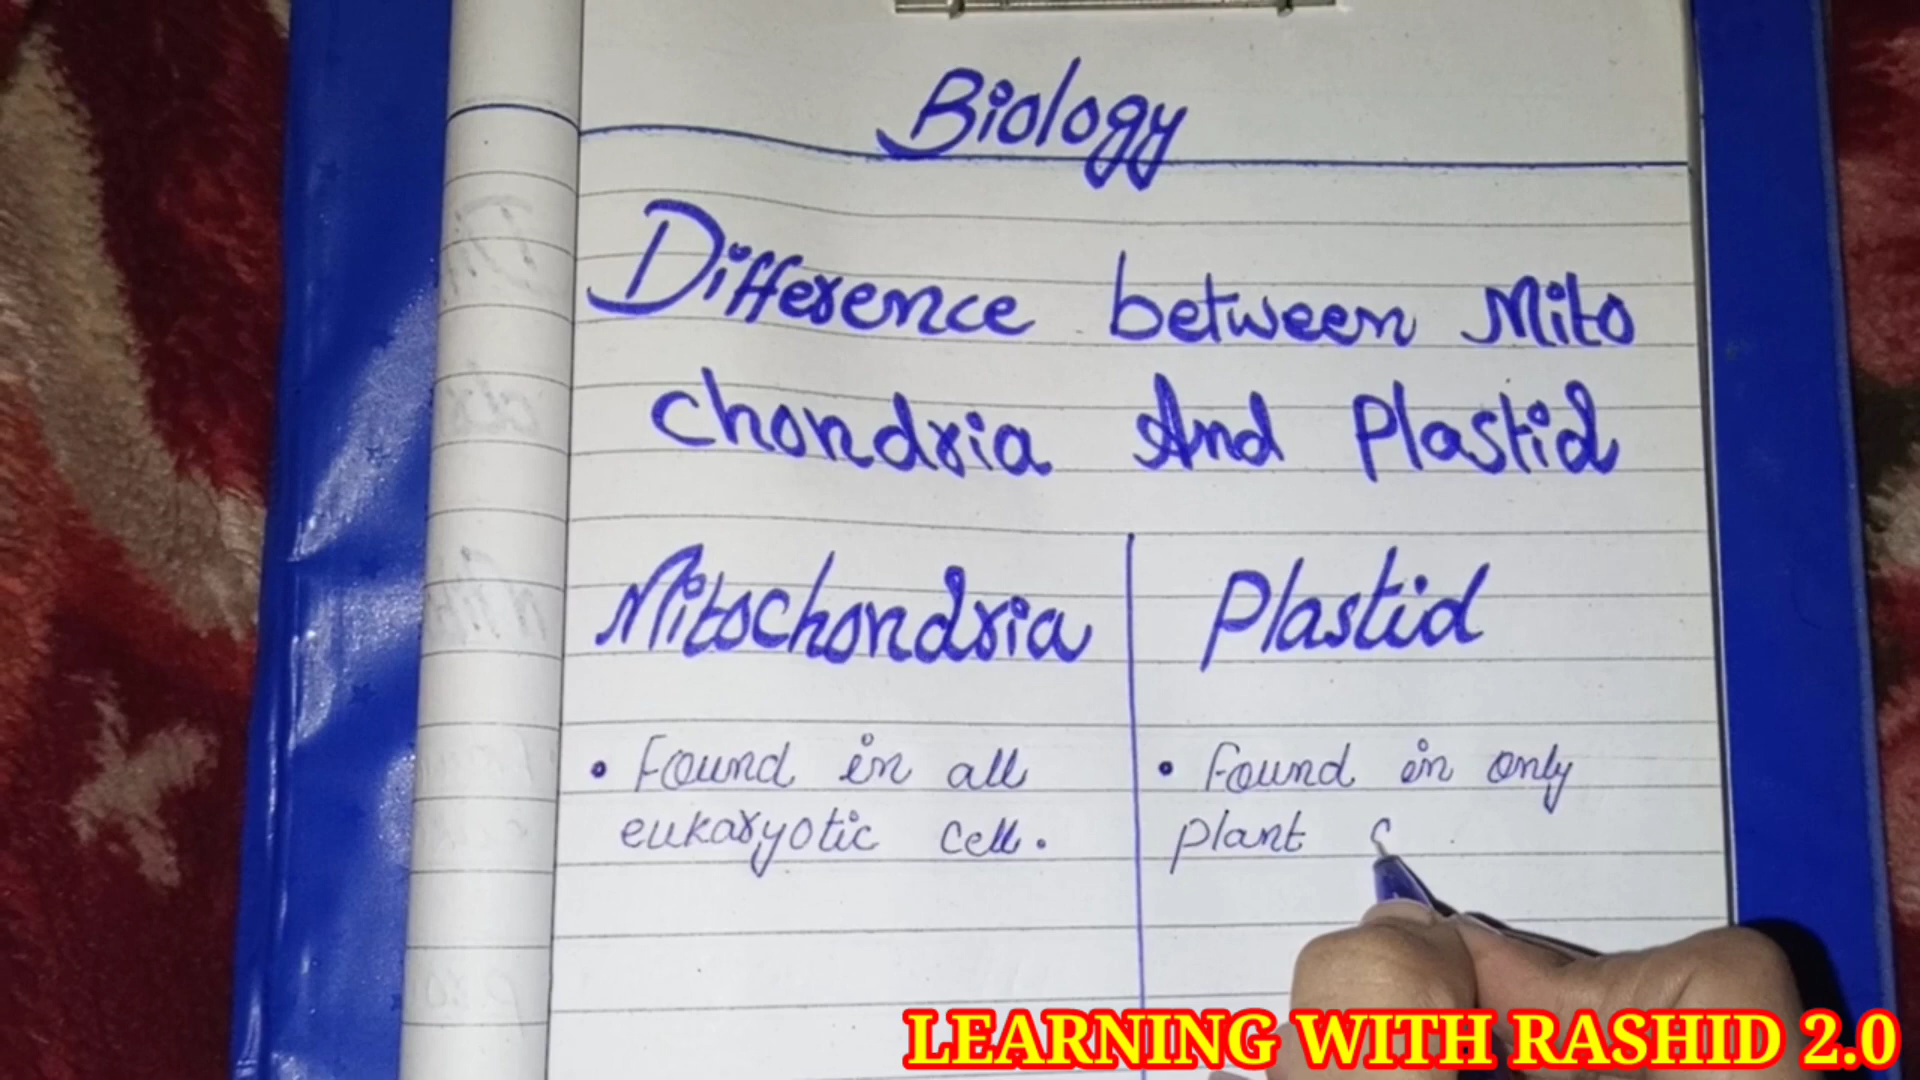 Biology
Difference between Mito
chondria And Plastid
Mitochondria
Plastid
• Found in all
eukaryotic cell.
• Found in only
plant c
LEARNING WITH RASHID 2.0